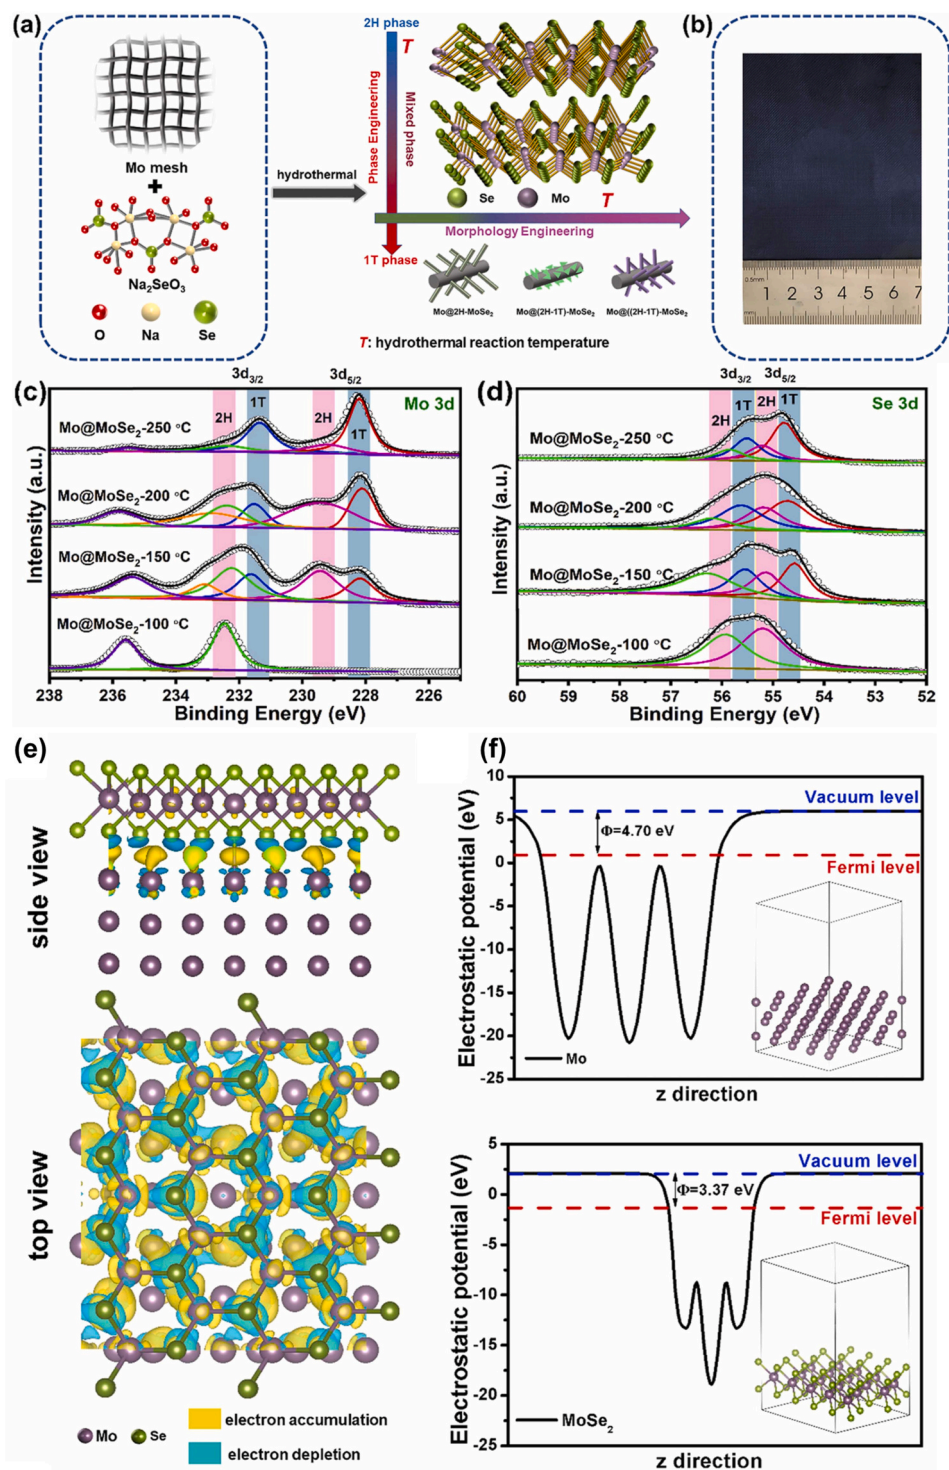 (a)
Mo mesh
+
Na₂SeO₃
O Na Se
hydrothermal
2H phase
T
Phase Engineering
Mixed phase
Se Mo T
Morphology Engineering
1T phase
Mo@2H-MoSe₂ Mo@(2H-1T)-MoSe₂ Mo@((2H-1T)-MoSe₂
T: hydrothermal reaction temperature
(b)
0.5mm
1 2 3 4 5 6 7
mm
(c)
3d₃/₂ 3d₅/₂
2H 1T 2H 1T
Mo 3d
Mo@MoSe₂-250 °C
Mo@MoSe₂-200 °C
Mo@MoSe₂-150 °C
Mo@MoSe₂-100 °C
Intensity (a.u.)
238 236 234 232 230 228 226
Binding Energy (eV)
(d)
3d₃/₂ 3d₅/₂
2H 1T 2H 1T
Se 3d
Mo@MoSe₂-250 °C
Mo@MoSe₂-200 °C
Mo@MoSe₂-150 °C
Mo@MoSe₂-100 °C
Intensity (a.u.)
60 59 58 57 56 55 54 53 52
Binding Energy (eV)
(e)
side view
top view
Mo Se
electron accumulation
electron depletion
(f)
Electrostatic potential (eV)
10
5
0
-5
-10
-15
-20
-25
Vacuum level
Φ=4.70 eV
Fermi level
Mo
z direction
Electrostatic potential (eV)
5
0
-5
-10
-15
-20
-25
Vacuum level
Φ=3.37 eV
Fermi level
MoSe₂
z direction